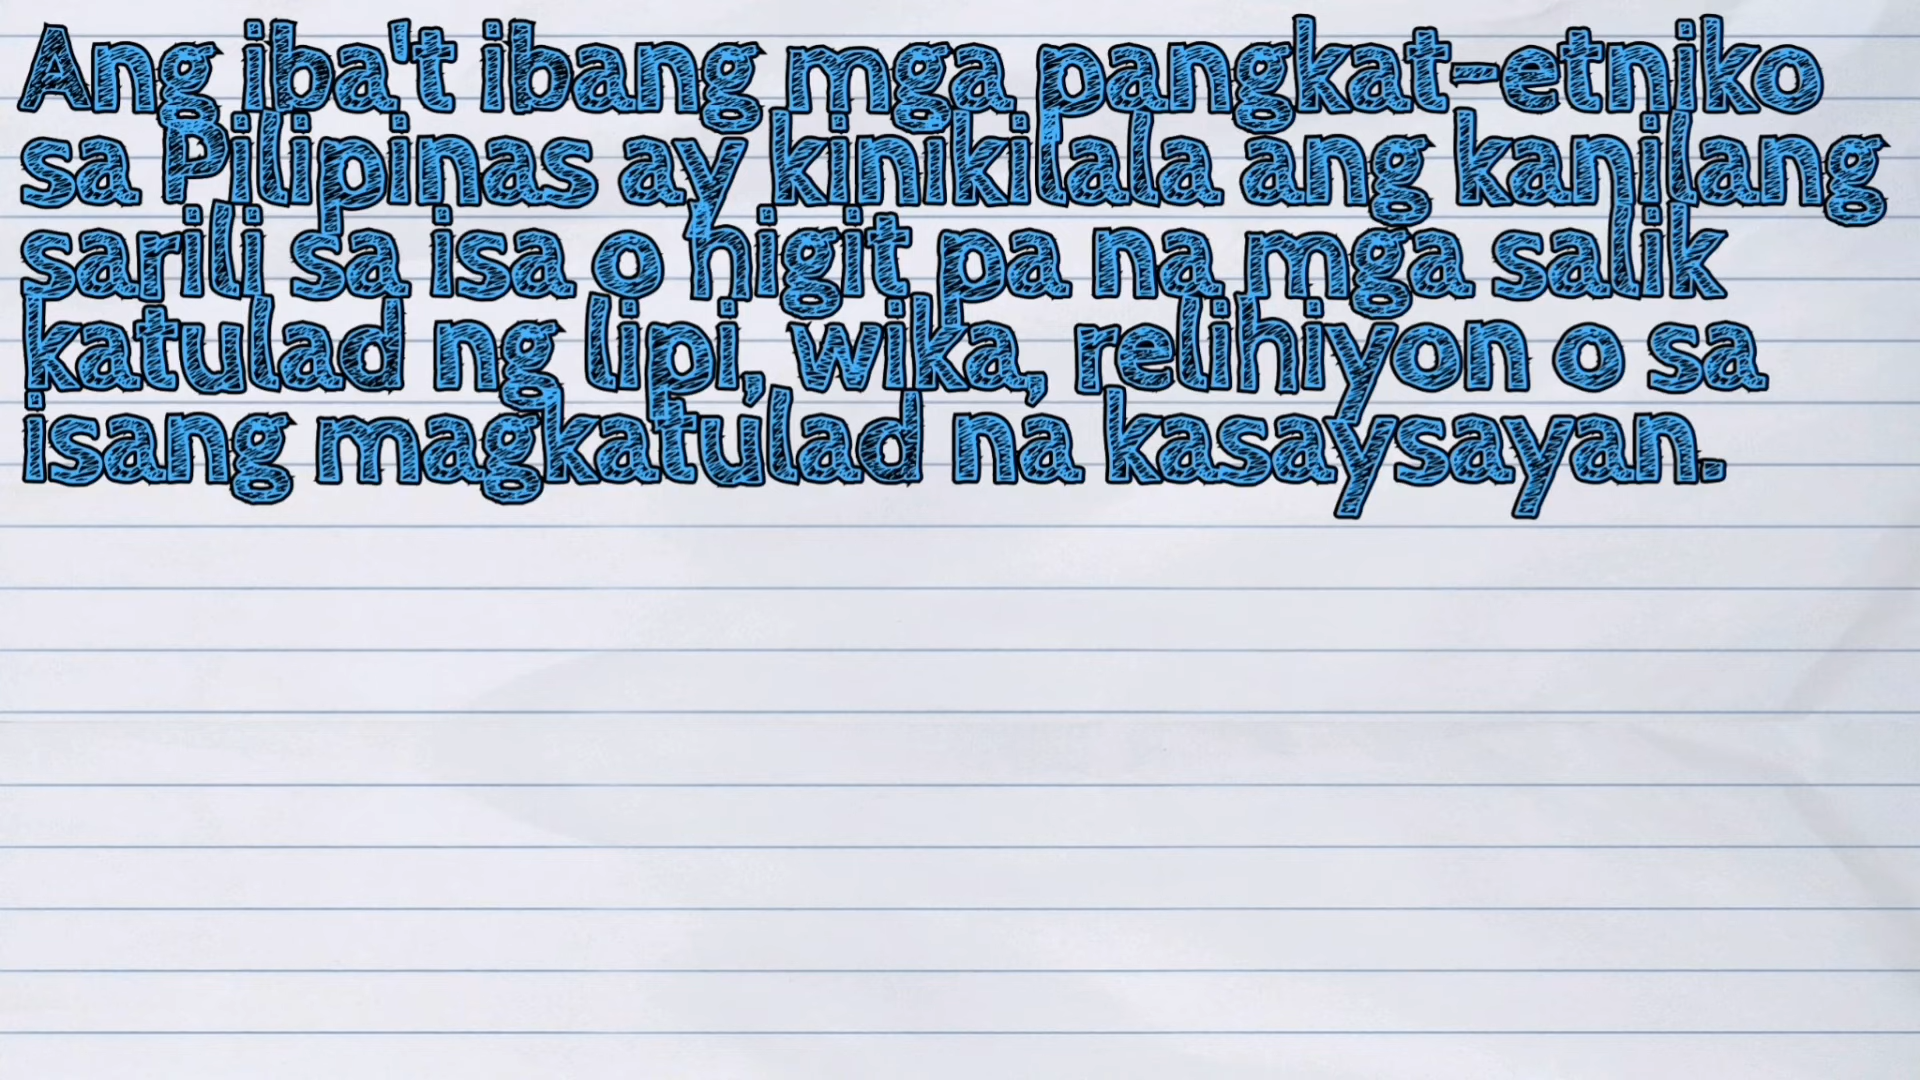 Ang iba't ibang mga pangkat-etniko
sa Pilipinas ay kinikilala ang kanilang
sarili sa isa o higit pa na mga salik
katulad ng lipi, wika, relihiyon o sa
isang magkatulad na kasaysayan.